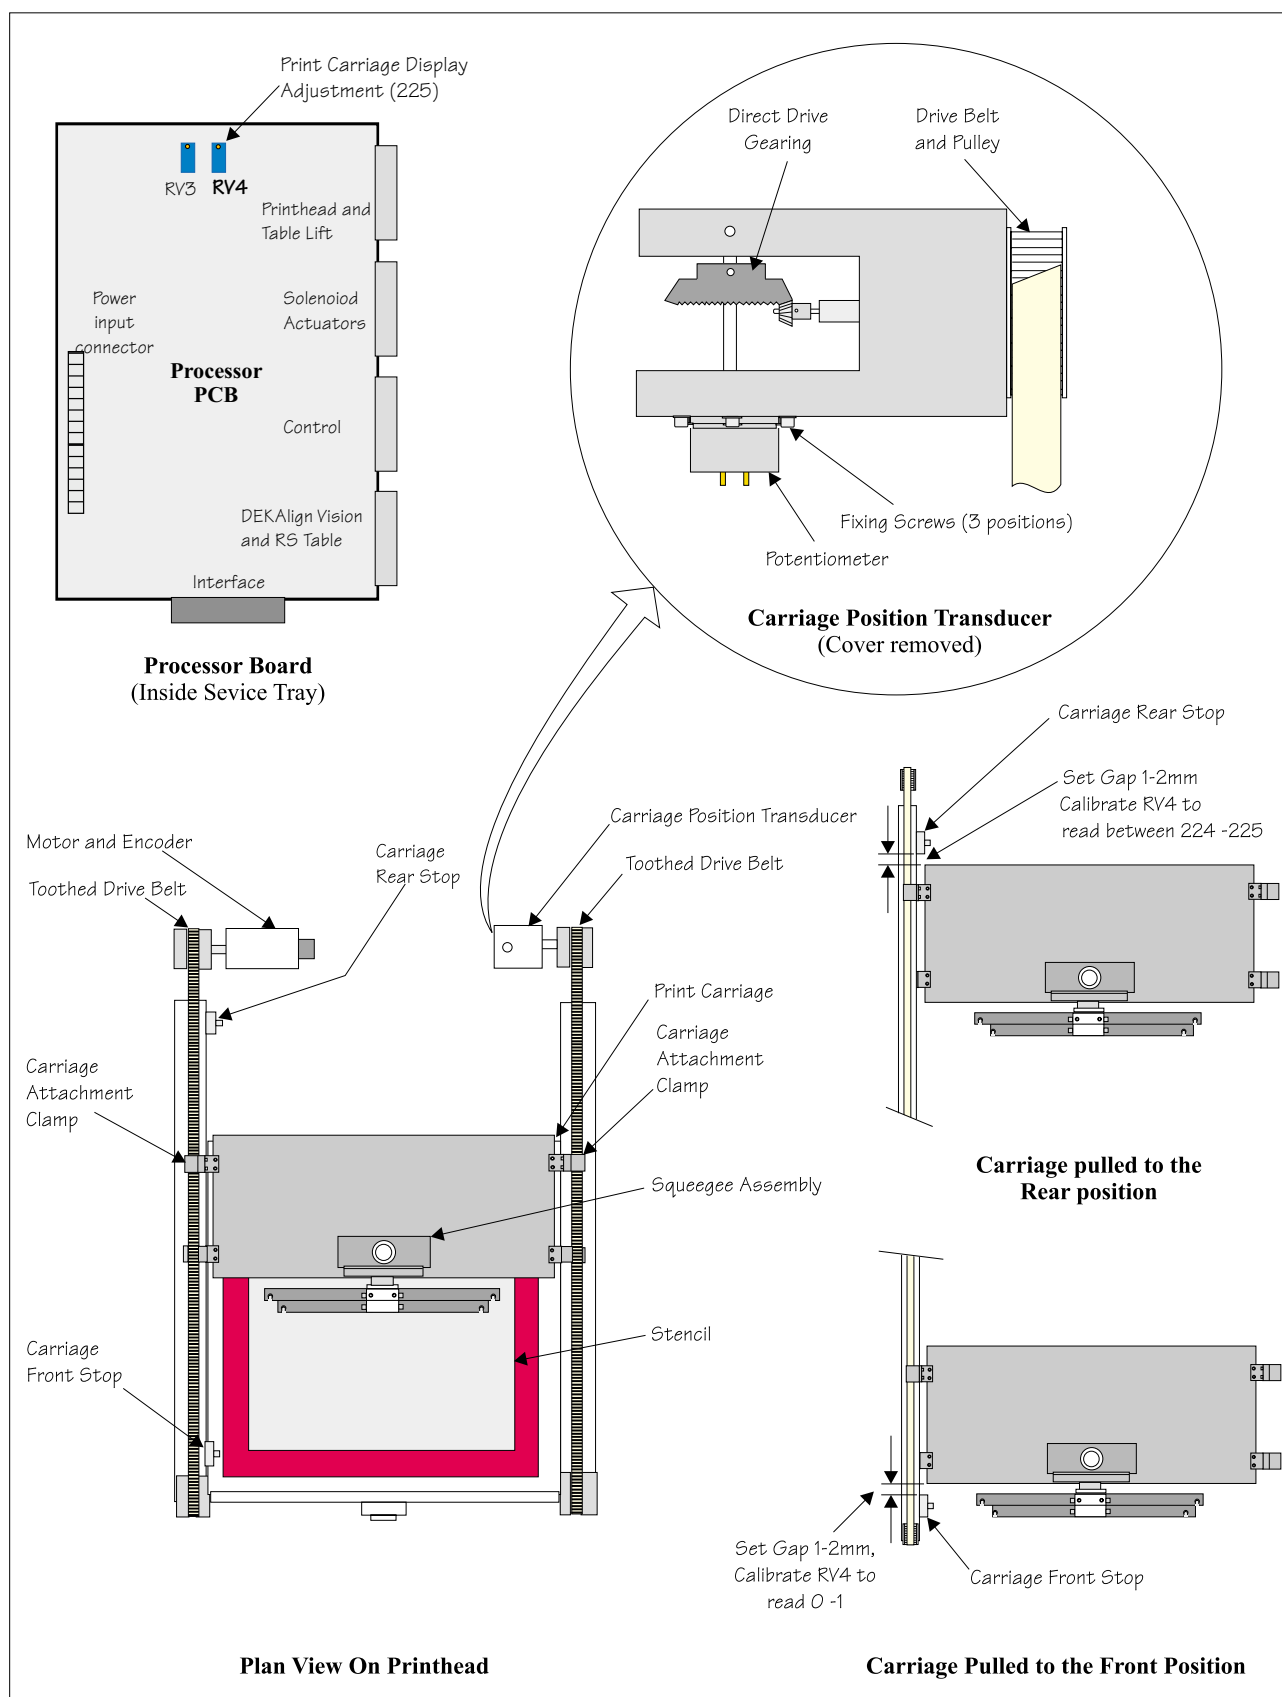 Print Carriage Display
Adjustment (225)
RV3
RV4
Printhead and
Table Lift
Power
input
connector
Solenoiod
Actuators
Processor
PCB
Control
DEKAlign Vision
and RS Table
Interface
Processor Board
(Inside Sevice Tray)
Direct Drive
Gearing
Drive Belt
and Pulley
Fixing Screws (3 positions)
Potentiometer
Carriage Position Transducer
(Cover removed)
Motor and Encoder
Toothed Drive Belt
Carriage
Rear Stop
Carriage Position Transducer
Toothed Drive Belt
Print Carriage
Carriage
Attachment
Clamp
Carriage
Attachment
Clamp
Squeegee Assembly
Stencil
Carriage
Front Stop
Plan View On Printhead
Carriage Rear Stop
Set Gap 1-2mm
Calibrate RV4 to
read between 224 -225
Carriage pulled to the
Rear position
Set Gap 1-2mm,
Calibrate RV4 to
read 0 -1
Carriage Front Stop
Carriage Pulled to the Front Position